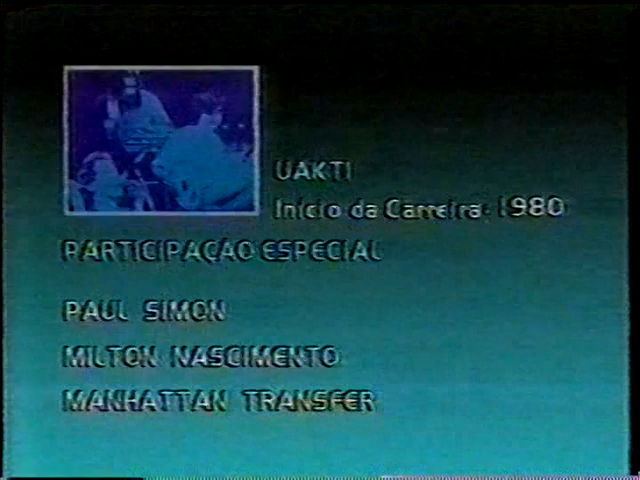 UAKTI
Início da Carreira: 1980
PARTICIPAÇÃO ESPECIAL
PAUL SIMON
MILTON NASCIMENTO
MANHATTAN TRANSFER